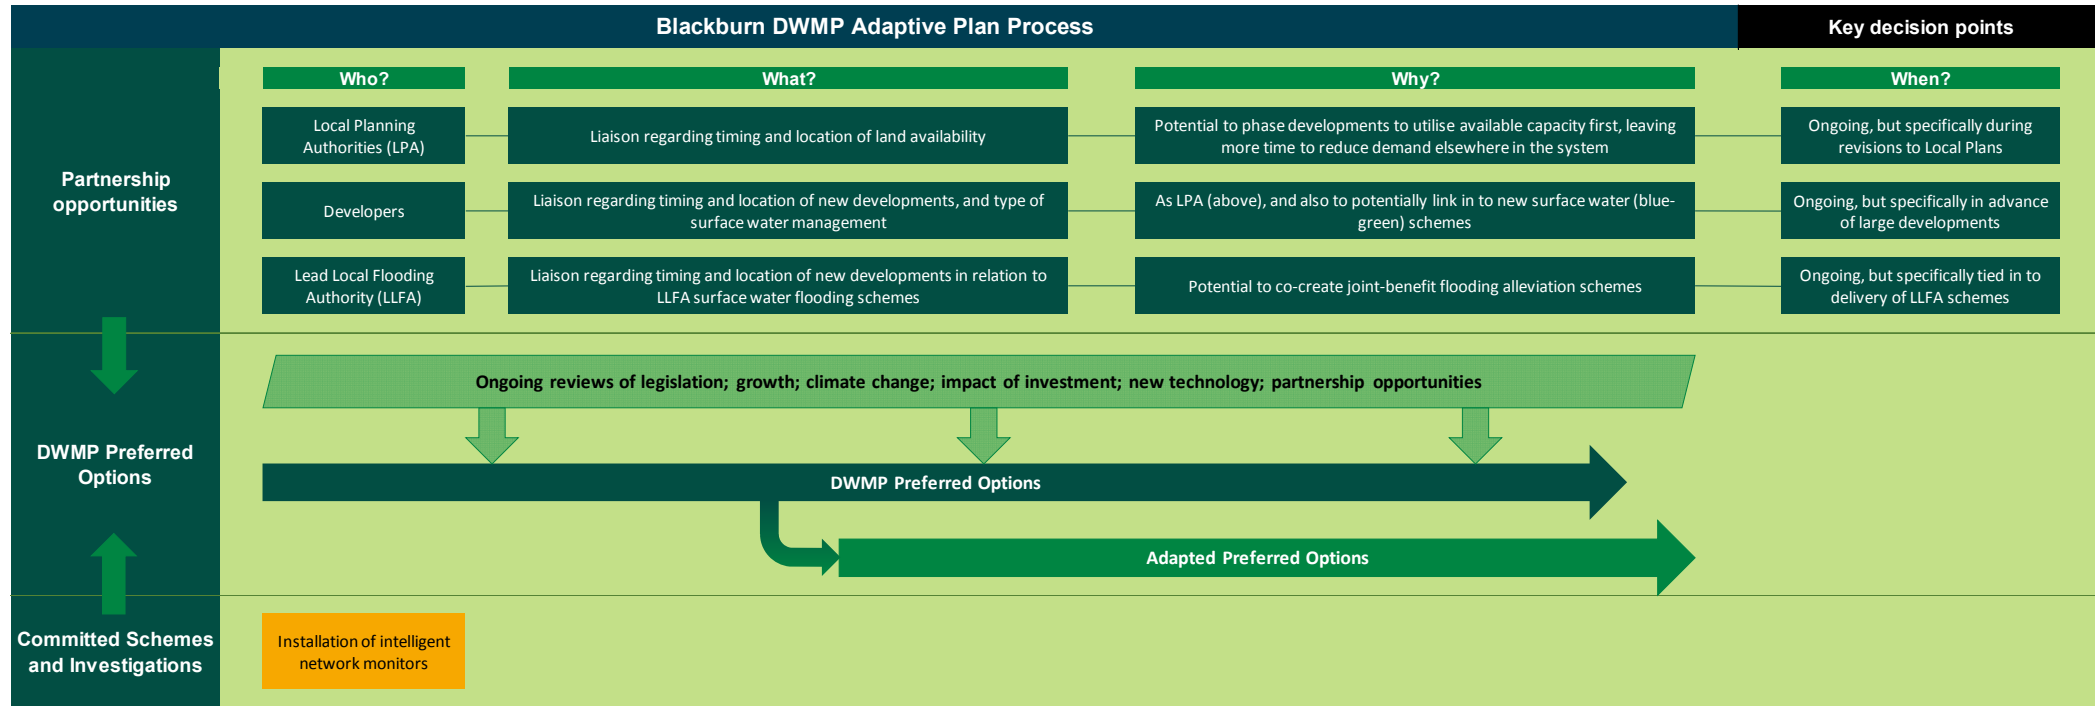 Blackburn DWMP Adaptive Plan Process
Key decision points
Who?
What?
Why?
When?
Partnership
opportunities
Local Planning
Authorities (LPA)
Liaison regarding timing and location of land availability
Potential to phase developments to utilise available capacity first, leaving
more time to reduce demand elsewhere in the system
Ongoing, but specifically during
revisions to Local Plans
Developers
Liaison regarding timing and location of new developments, and type of
surface water management
As LPA (above), and also to potentially link in to new surface water (blue-
green) schemes
Ongoing, but specifically in advance
of large developments
Lead Local Flooding
Authority (LLFA)
Liaison regarding timing and location of new developments in relation to
LLFA surface water flooding schemes
Potential to co-create joint-benefit flooding alleviation schemes
Ongoing, but specifically tied in to
delivery of LLFA schemes
DWMP Preferred
Options
Ongoing reviews of legislation; growth; climate change; impact of investment; new technology; partnership opportunities
DWMP Preferred Options
Adapted Preferred Options
Committed Schemes
and Investigations
Installation of intelligent
network monitors